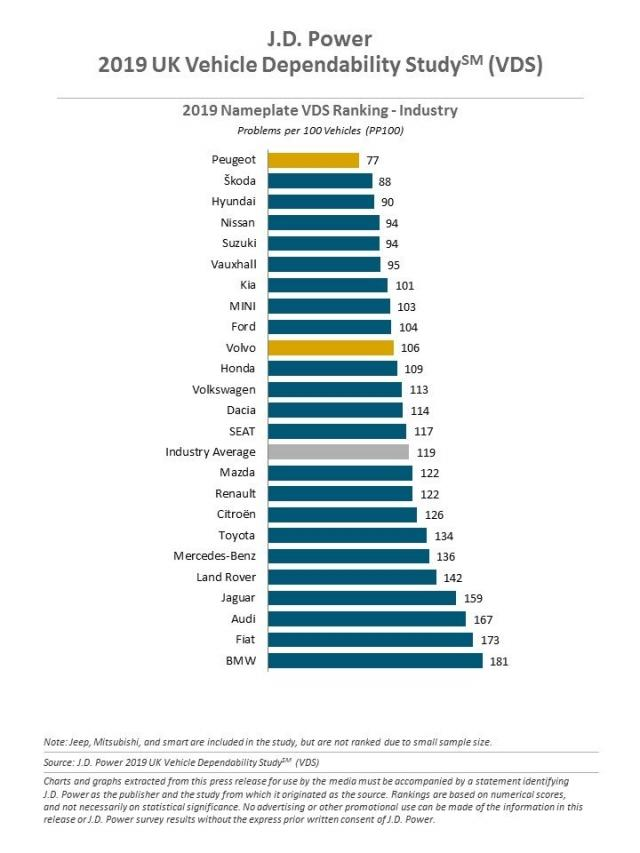 J.D. Power
2019 UK Vehicle Dependability Study℠ (VDS)
2019 Nameplate VDS Ranking - Industry
Problems per 100 Vehicles (PP100)
Peugeot 77
Škoda 88
Hyundai 90
Nissan 94
Suzuki 94
Vauxhall 95
Kia 101
MINI 103
Ford 104
Volvo 106
Honda 109
Volkswagen 113
Dacia 114
SEAT 117
Industry Average 119
Mazda 122
Renault 122
Citroën 126
Toyota 134
Mercedes-Benz 136
Land Rover 142
Jaguar 159
Audi 167
Fiat 173
BMW 181
Note: Jeep, Mitsubishi, and smart are included in the study, but are not ranked due to small sample size.
Source: J.D. Power 2019 UK Vehicle Dependability Study℠ (VDS)
Charts and graphs extracted from this press release for use by the media must be accompanied by a statement identifying
J.D. Power as the publisher and the study from which it originated as the source. Rankings are based on numerical scores,
and not necessarily on statistical significance. No advertising or other promotional use can be made of the information in this
release or J.D. Power survey results without the express prior written consent of J.D. Power.